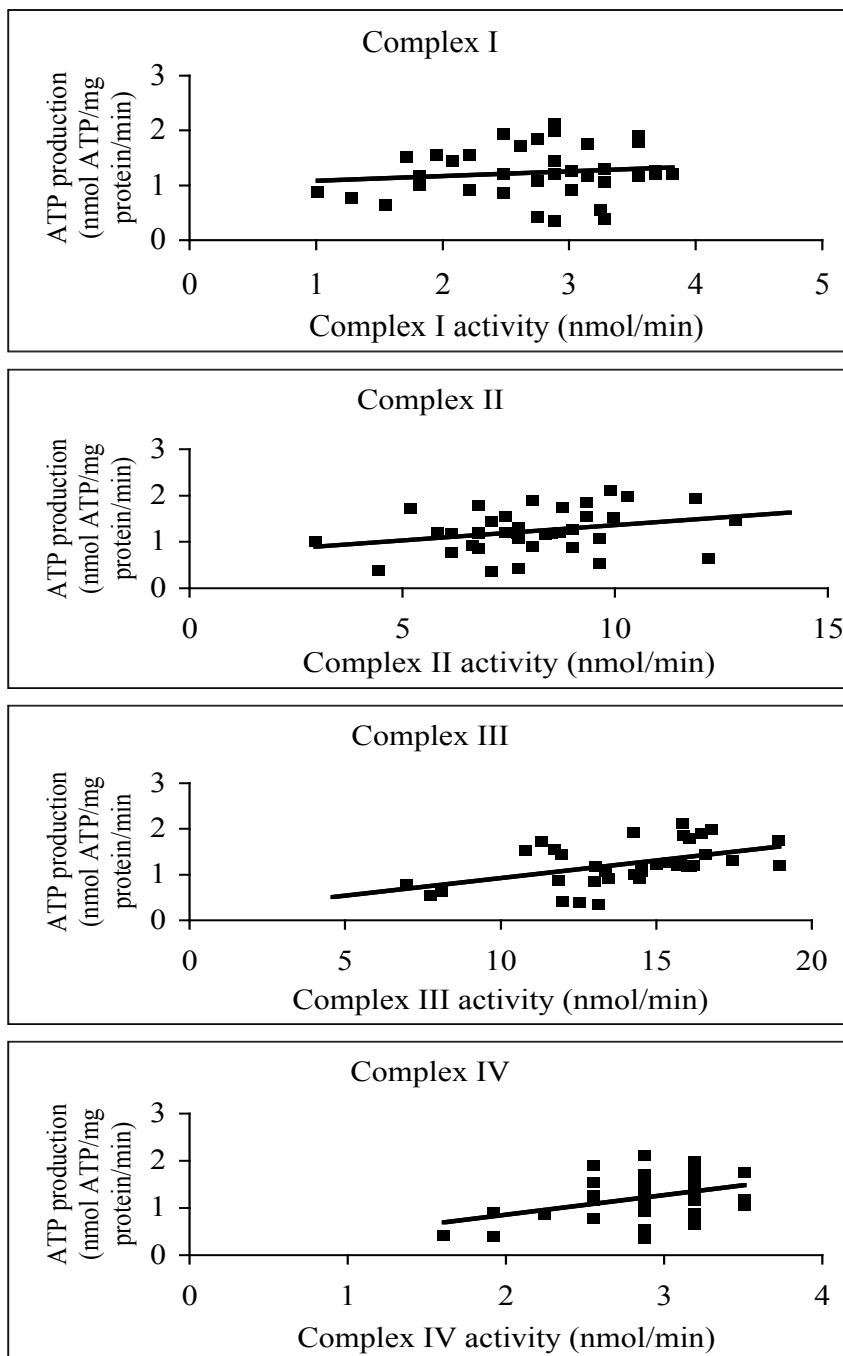 Complex I
ATP production
(nmol ATP/mg
protein/min)
3
2
1
0
0 1 2 3 4 5
Complex I activity (nmol/min)
Complex II
ATP production
(nmol ATP/mg
protein/min)
3
2
1
0
0 5 10 15
Complex II activity (nmol/min)
Complex III
ATP production
(nmol ATP/mg
protein/min
3
2
1
0
0 5 10 15 20
Complex III activity (nmol/min)
Complex IV
ATP production
(nmol ATP/mg
protein/min)
3
2
1
0
0 1 2 3 4
Complex IV activity (nmol/min)